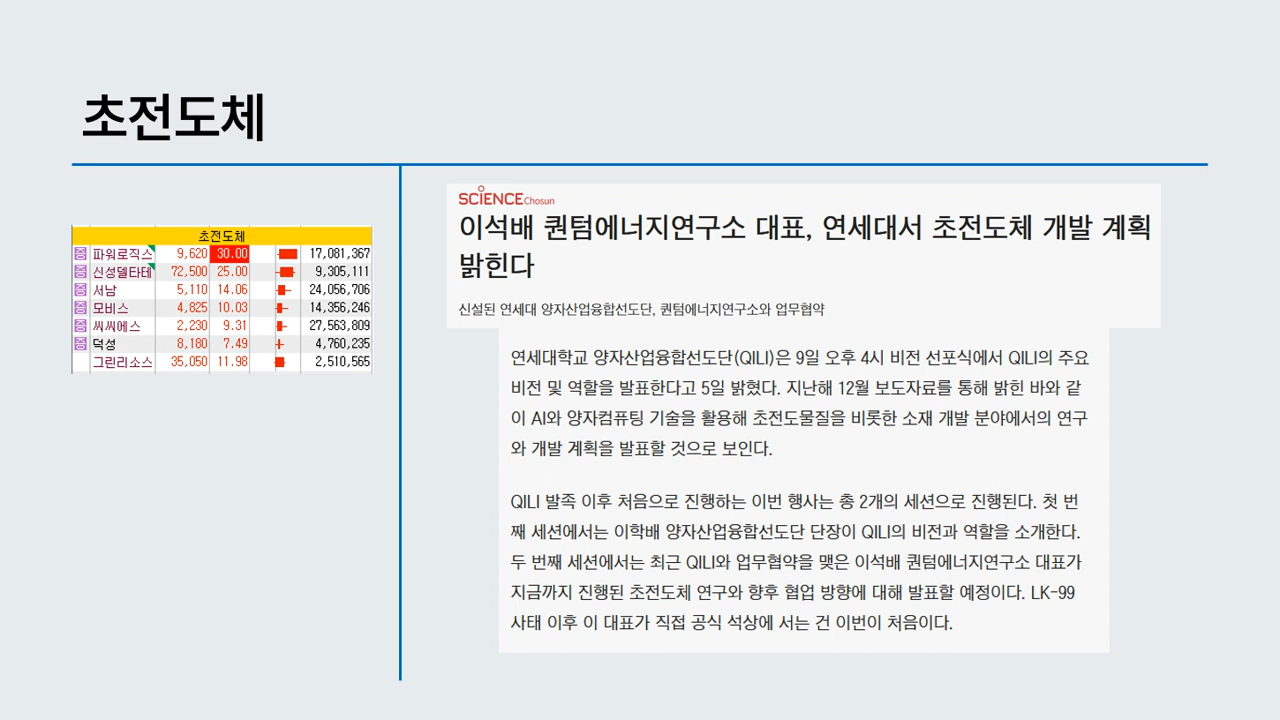 초전도체
초전도체
증 파워로직스 9,620 30.00 17,081,367
증 신성델타테 72,500 25.00 9,305,111
증 서남 5,110 14.06 24,056,706
증 모비스 4,825 10.03 14,356,246
증 씨씨에스 2,230 9.31 27,563,809
증 덕성 8,180 7.49 4,760,235
그린리소스 35,050 11.98 2,510,565
SCIENCE Chosun
이석배 퀀텀에너지연구소 대표, 연세대서 초전도체 개발 계획
밝힌다
신설된 연세대 양자산업융합선도단, 퀀텀에너지연구소와 업무협약
연세대학교 양자산업융합선도단(QILI)은 9일 오후 4시 비전 선포식에서 QILI의 주요
비전 및 역할을 발표한다고 5일 밝혔다. 지난해 12월 보도자료를 통해 밝힌 바와 같
이 AI와 양자컴퓨팅 기술을 활용해 초전도물질을 비롯한 소재 개발 분야에서의 연구
와 개발 계획을 발표할 것으로 보인다.
QILI 발족 이후 처음으로 진행하는 이번 행사는 총 2개의 세션으로 진행된다. 첫 번
째 세션에서는 이학배 양자산업융합선도단 단장이 QILI의 비전과 역할을 소개한다.
두 번째 세션에서는 최근 QILI와 업무협약을 맺은 이석배 퀀텀에너지연구소 대표가
지금까지 진행된 초전도체 연구와 향후 협업 방향에 대해 발표할 예정이다. LK-99
사태 이후 이 대표가 직접 공식 석상에 서는 건 이번이 처음이다.